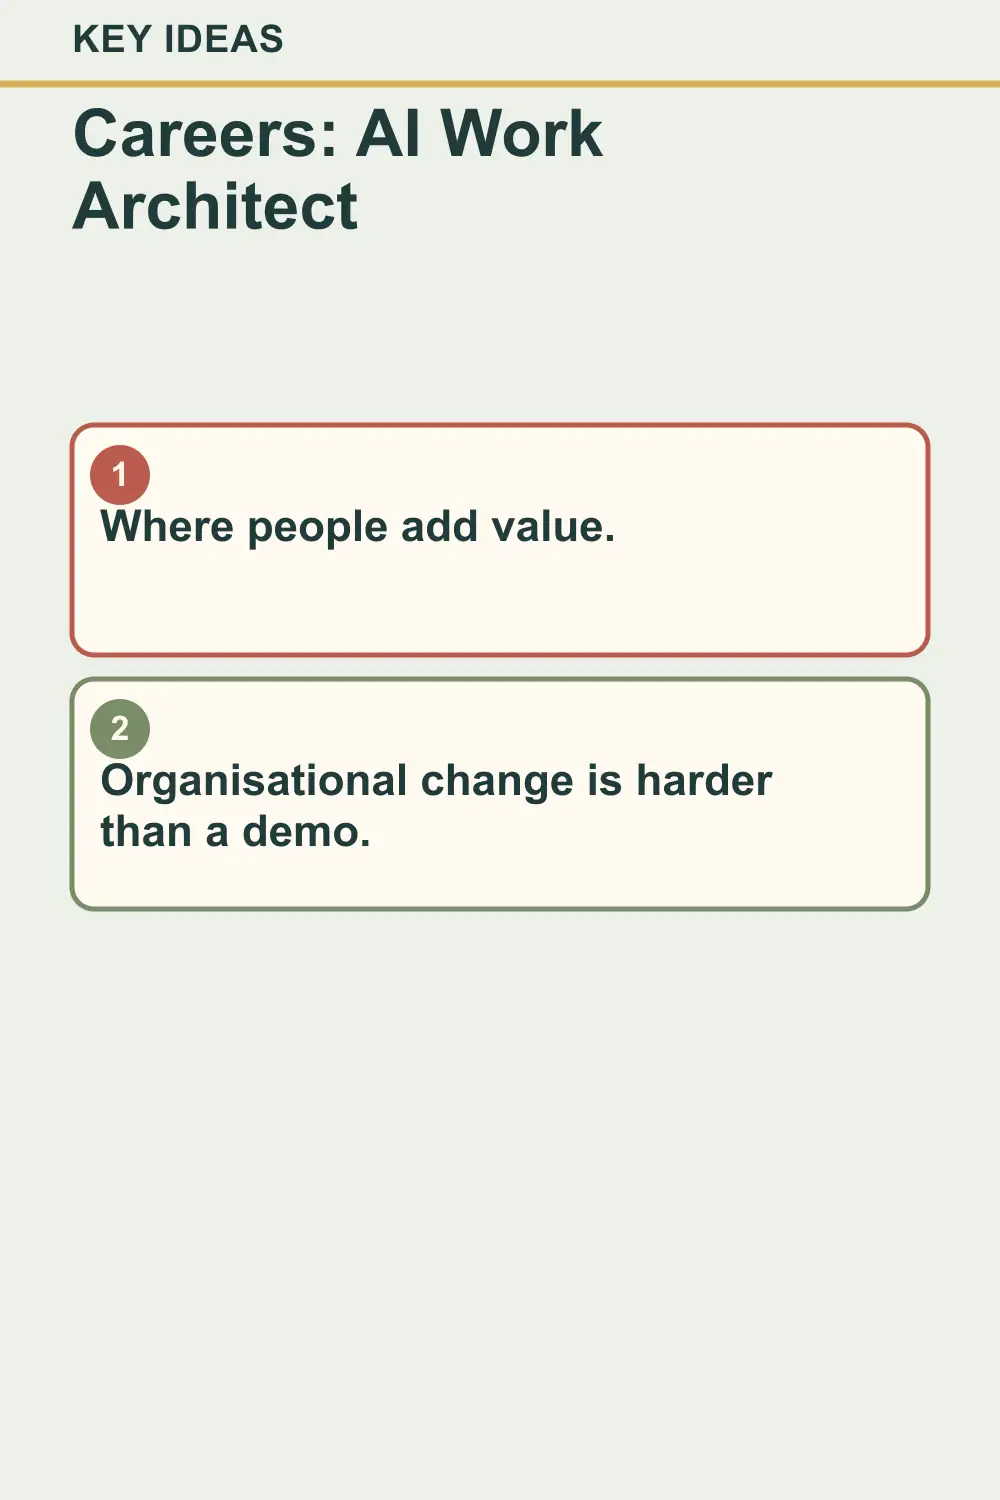 KEY IDEAS
Careers: AI Work
Architect
1
Where people add value.
2
Organisational change is harder
than a demo.